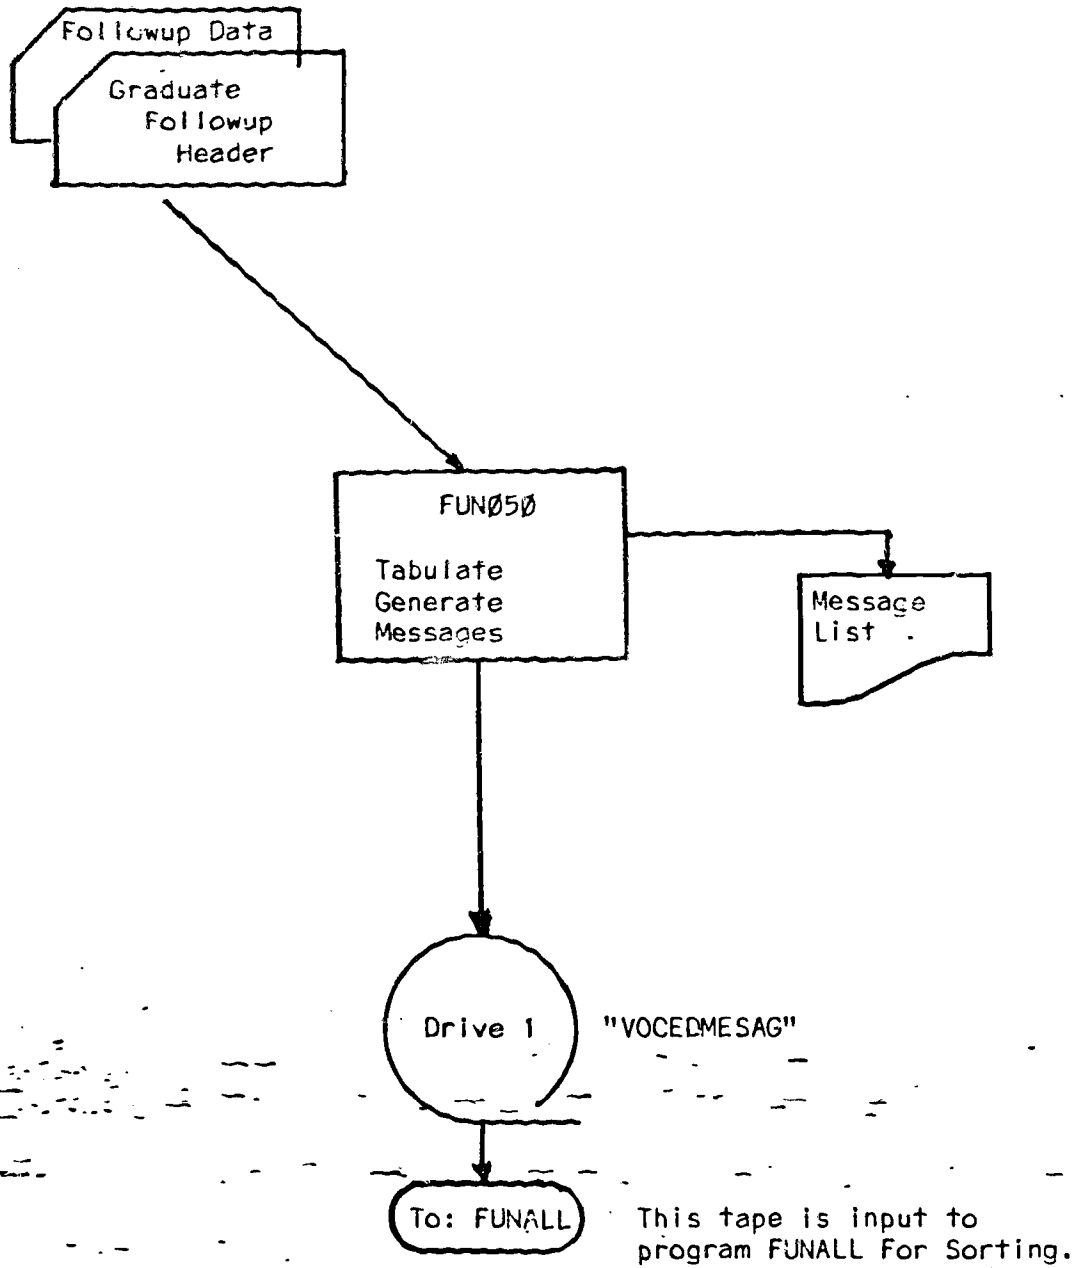 Followup Data
Graduate
Followup
Header
FUNØ5Ø
Tabulate
Generate
Messages
Message
List
Drive 1
"VOCEDMESAG"
To: FUNALL
This tape is input to
program FUNALL For Sorting.